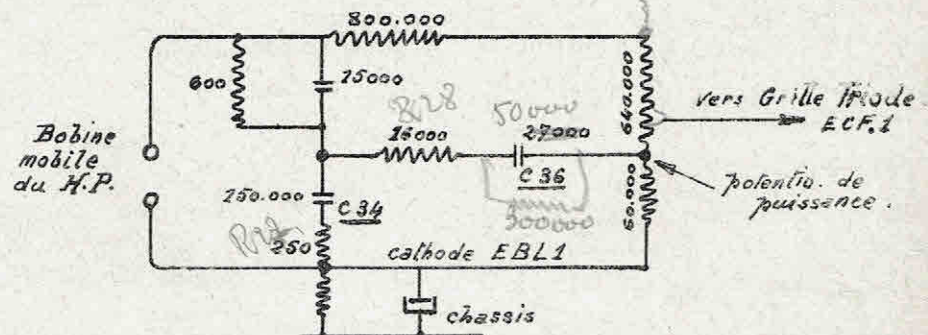 800.000
600
15000
640.000
vers Grille Triode
ECF.1
R28
50000
16000
27000
Bobine
mobile
du H.P.
C 36
potentio. de
puissance.
300000
250.000
C 34
60.000
250
cathode EBL1
chassis